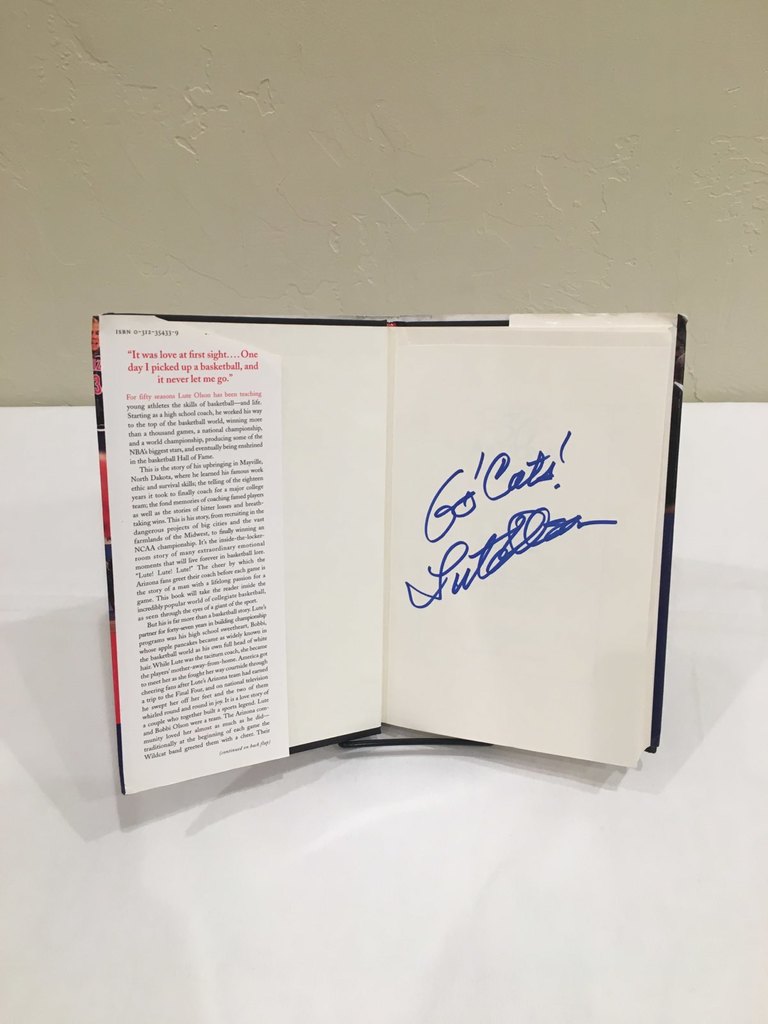 ISBN 0-312-35433-9
“It was love at first sight.... One
day I picked up a basketball, and
it never let me go.”
For fifty seasons Lute Olson has been teaching
young athletes the skills of basketball—and life.
Starting as a high school coach, he worked his way
to the top of the basketball world, winning more
than a thousand games, a national championship,
and a world championship, producing some of the
NBA’s biggest stars, and eventually being enshrined
in the basketball Hall of Fame.
This is the story of his upbringing in Mayville,
North Dakota, where he learned his famous work
ethic and survival skills; the telling of the eighteen
years it took to finally coach for a major college
team; the fond memories of coaching famed players
as well as the stories of bitter losses and breath-
taking wins. This is his story, from recruiting in the
dangerous projects of big cities and the vast
farmlands of the Midwest, to finally winning an
NCAA championship. It’s the inside-the-locker-
room story of many extraordinary emotional
moments that will live forever in basketball lore.
“Lute! Lute! Lute!” The cheer by which the
Arizona fans greet their coach before each game is
the story of a man with a lifelong passion for a
game. This book will take the reader inside the
incredibly popular world of collegiate basketball,
as seen through the eyes of a giant of the sport.
But his is far more than a basketball story. Lute’s
partner for forty-seven years in building championship
programs was his high school sweetheart, Bobbi,
whose apple pancakes became as widely known in
the basketball world as his own full head of white
hair. While Lute was the taciturn coach, she became
the players’ mother-away-from-home. America got
to meet her as she fought her way courtside through
cheering fans after Lute’s Arizona team had earned
a trip to the Final Four, and on national television
he swept her off her feet and the two of them
whirled round and round in joy. It is a love story of
a couple who together built a sports legend. Lute
and Bobbi Olson were a team. The Arizona com-
munity loved her almost as much as he did—
traditionally at the beginning of each game the
Wildcat band greeted them with a cheer. Their
(continued on back flap)
Go! Cats!
Lute Olson